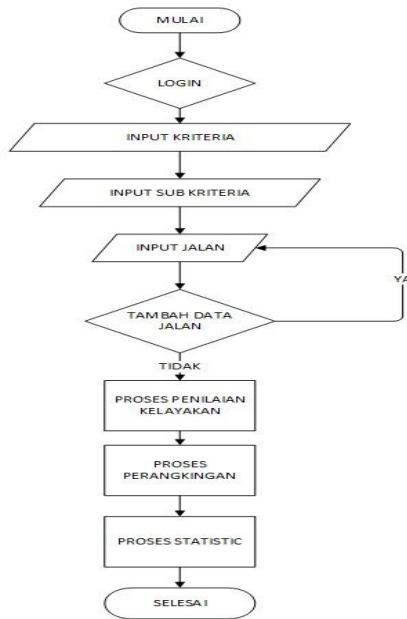 MULAI
LOGIN
INPUT KRITERIA
INPUT SUB KRITERIA
INPUT JALAN
YA
TAMBAH DATA
JALAN
TIDAK
PROSES PENILAIAN
KELAYAKAN
PROSES
PERANGKINGAN
PROSES STATISTIC
SELESAI